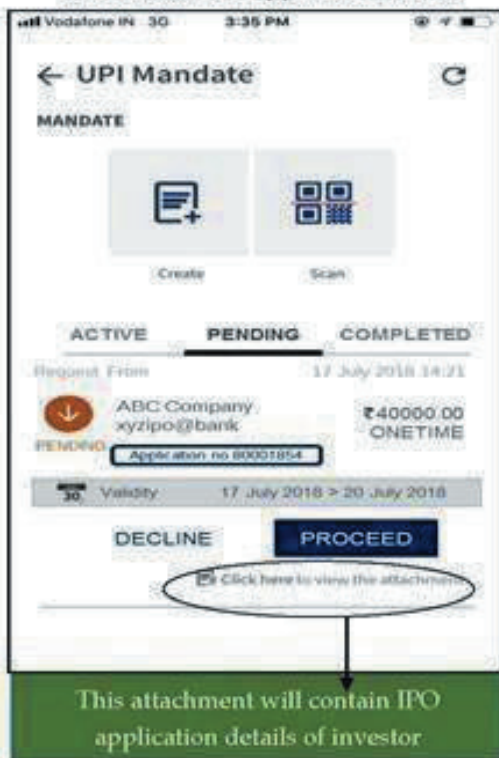 Vodafone IN 3G 3:35 PM
← UPI Mandate
MANDATE
Create Scan
ACTIVE PENDING COMPLETED
Request From 17 July 2018 14:21
ABC Company ₹40000.00
xyzipo@bank ONETIME
PENDING
Application no 80001854
30 Validity 17 July 2018 > 20 July 2018
DECLINE PROCEED
Click here to view the attachment
This attachment will contain IPO
application details of investor